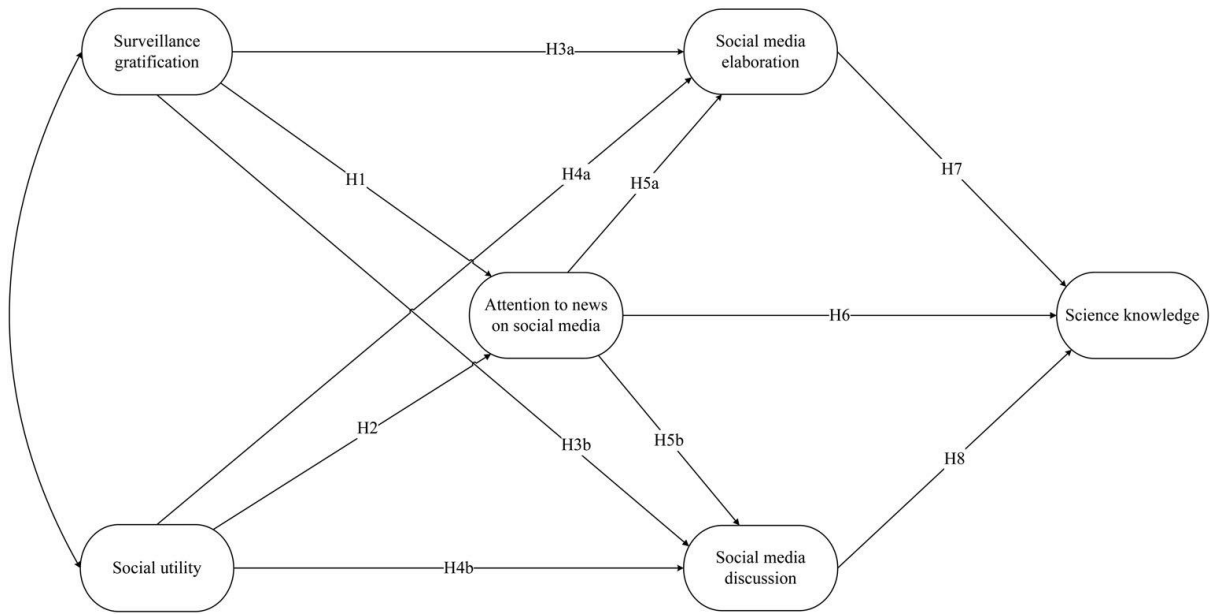 Surveillance
gratification
H3a
Social media
elaboration
H1
H4a
H5a
H7
Attention to news
on social media
H6
Science knowledge
H2
H3b
H5b
H8
Social utility
H4b
Social media
discussion